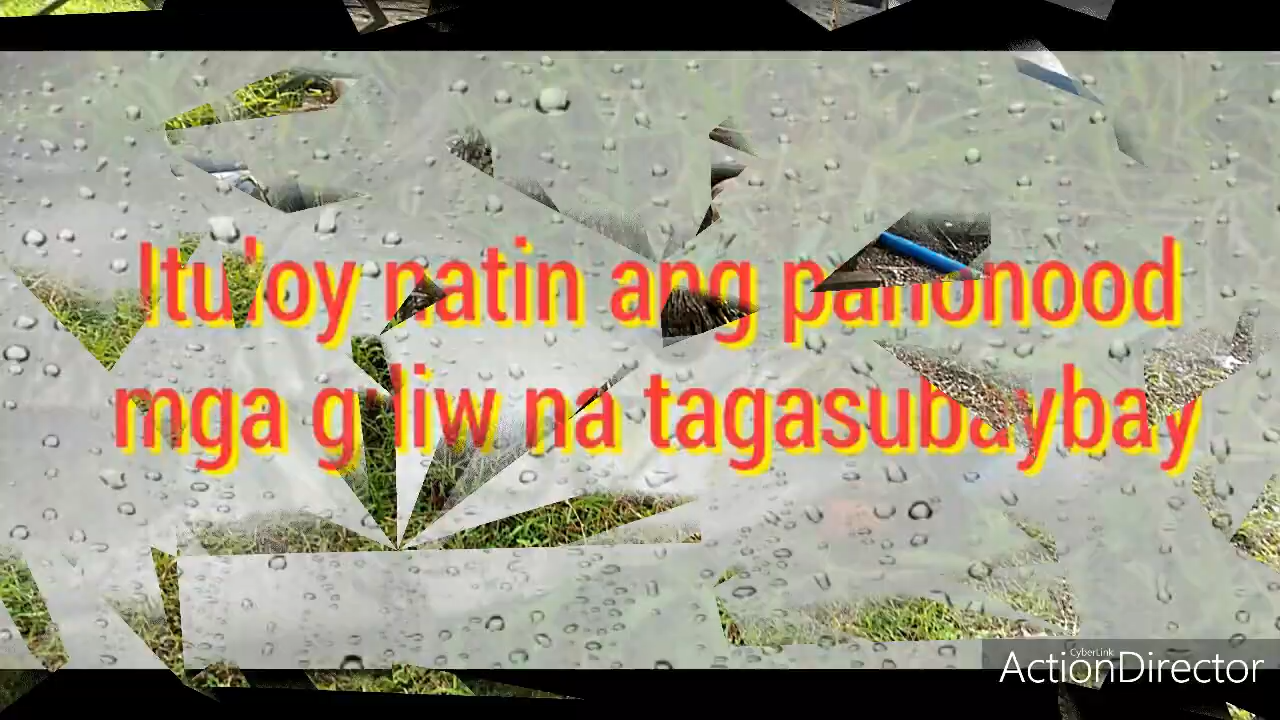 Ituloy natin ang panonood
mga giliw na tagasubaybay
CyberLink
ActionDirector